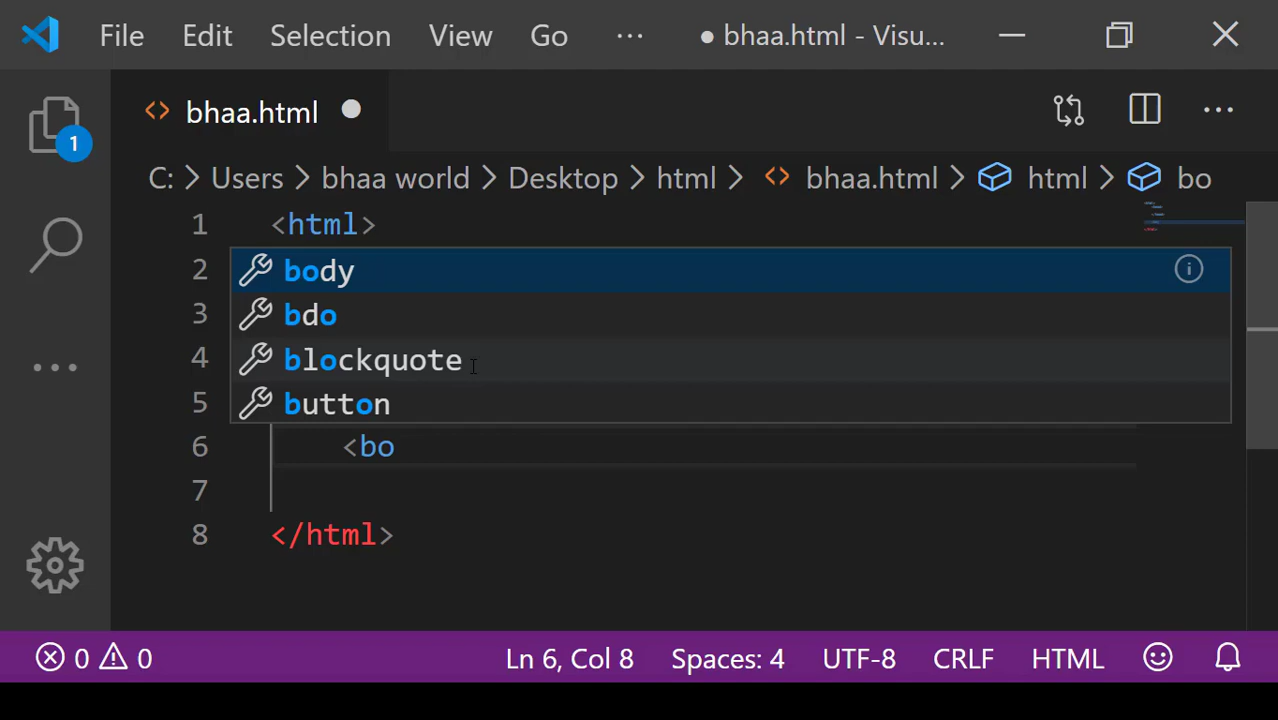 File Edit Selection View Go ··· ● bhaa.html - Visu...
bhaa.html
1
C: > Users > bhaa world > Desktop > html > bhaa.html > html > bo
1 <html>
2 body
3 bdo
4 blockquote
5 button
6 <bo
7
8 </html>
0 0 Ln 6, Col 8 Spaces: 4 UTF-8 CRLF HTML